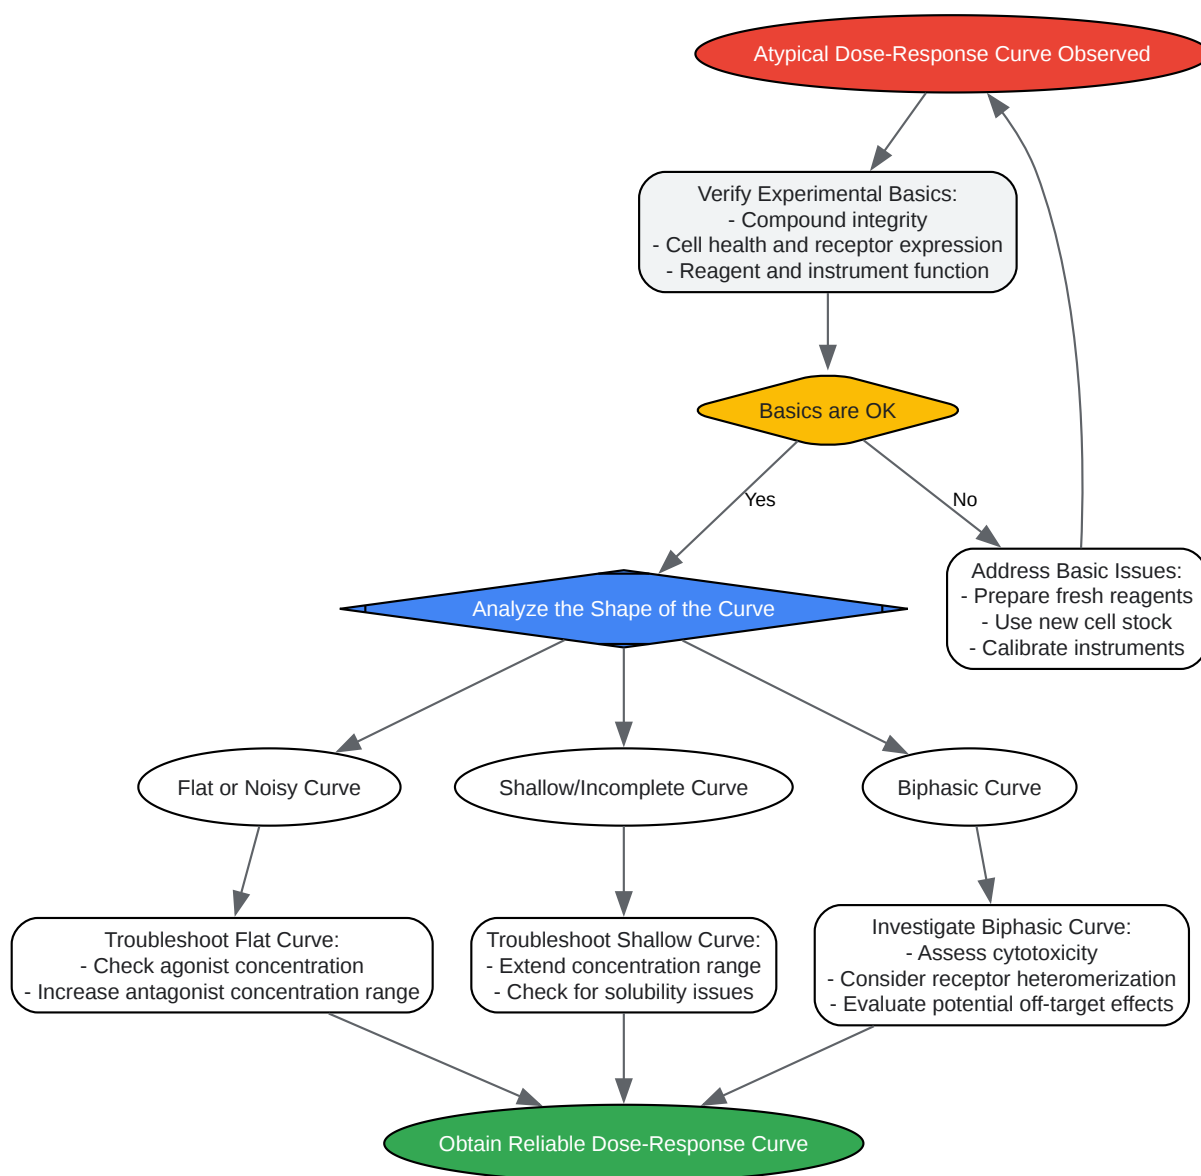 Atypical Dose-Response Curve Observed
Verify Experimental Basics:
- Compound integrity
- Cell health and receptor expression
- Reagent and instrument function
Basics are OK
Yes
No
Address Basic Issues:
- Prepare fresh reagents
- Use new cell stock
- Calibrate instruments
Analyze the Shape of the Curve
Flat or Noisy Curve
Shallow/Incomplete Curve
Biphasic Curve
Troubleshoot Flat Curve:
- Check agonist concentration
- Increase antagonist concentration range
Troubleshoot Shallow Curve:
- Extend concentration range
- Check for solubility issues
Investigate Biphasic Curve:
- Assess cytotoxicity
- Consider receptor heteromerization
- Evaluate potential off-target effects
Obtain Reliable Dose-Response Curve